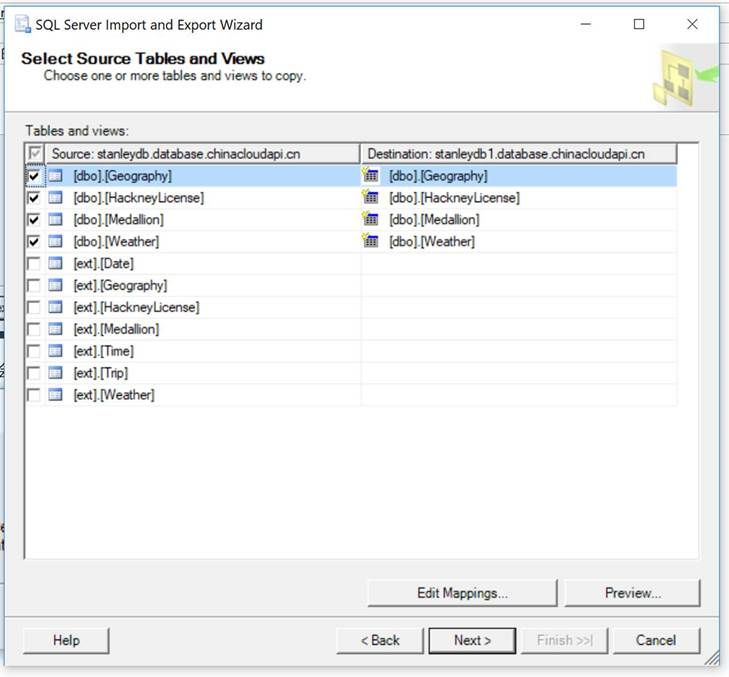 SQL Server Import and Export Wizard
Select Source Tables and Views
Choose one or more tables and views to copy.
Tables and views:
Source: stanleydb.database.chinacloudapi.cn Destination: stanleydb1.database.chinacloudapi.cn
[dbo].[Geography] [dbo].[Geography]
[dbo].[HackneyLicense] [dbo].[HackneyLicense]
[dbo].[Medallion] [dbo].[Medallion]
[dbo].[Weather] [dbo].[Weather]
[ext].[Date]
[ext].[Geography]
[ext].[HackneyLicense]
[ext].[Medallion]
[ext].[Time]
[ext].[Trip]
[ext].[Weather]
Edit Mappings... Preview...
Help < Back Next > Finish >>| Cancel